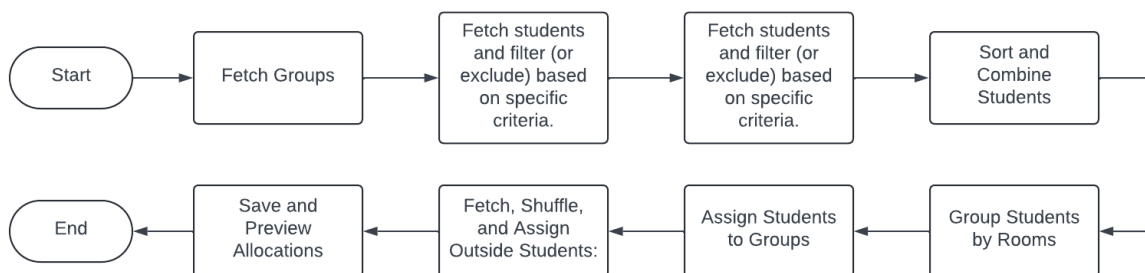 Start
Fetch Groups
Fetch students
and filter (or
exclude) based
on specific
criteria.
Fetch students
and filter (or
exclude) based
on specific
criteria.
Sort and
Combine
Students
Group Students
by Rooms
Assign Students
to Groups
Fetch, Shuffle,
and Assign
Outside Students:
Save and
Preview
Allocations
End